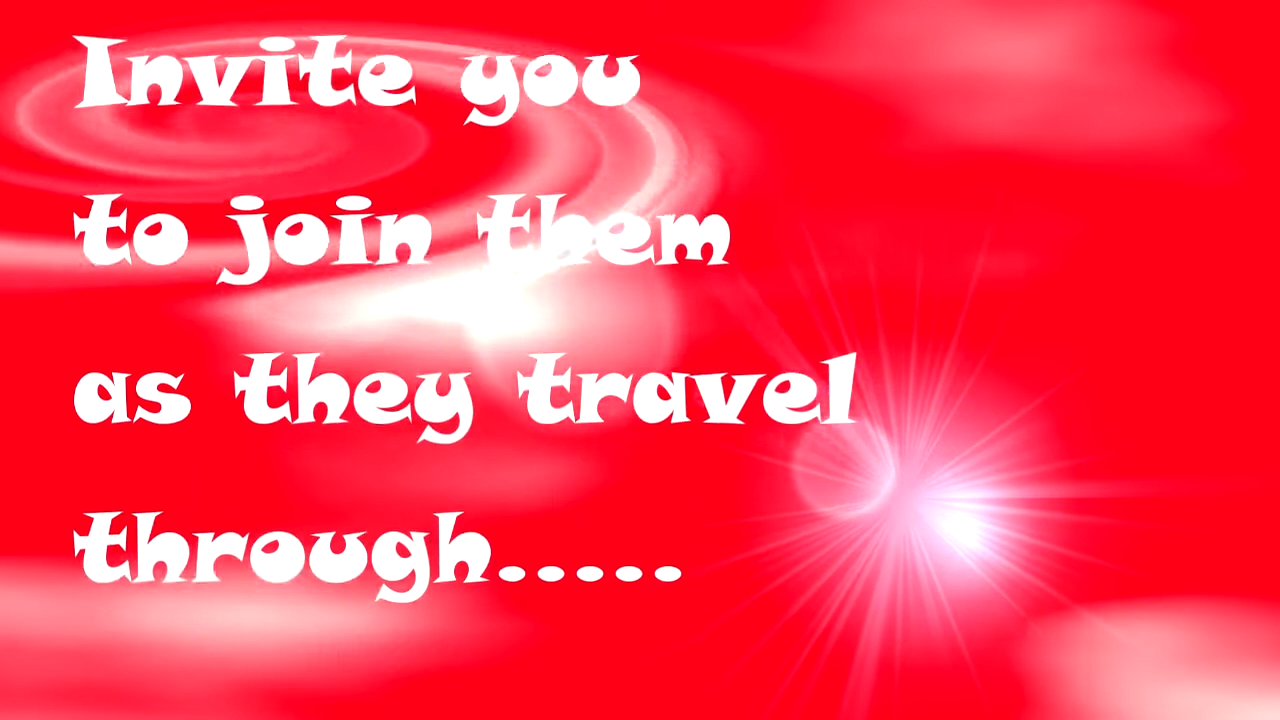 Invite you
to join them
as they travel
through.....